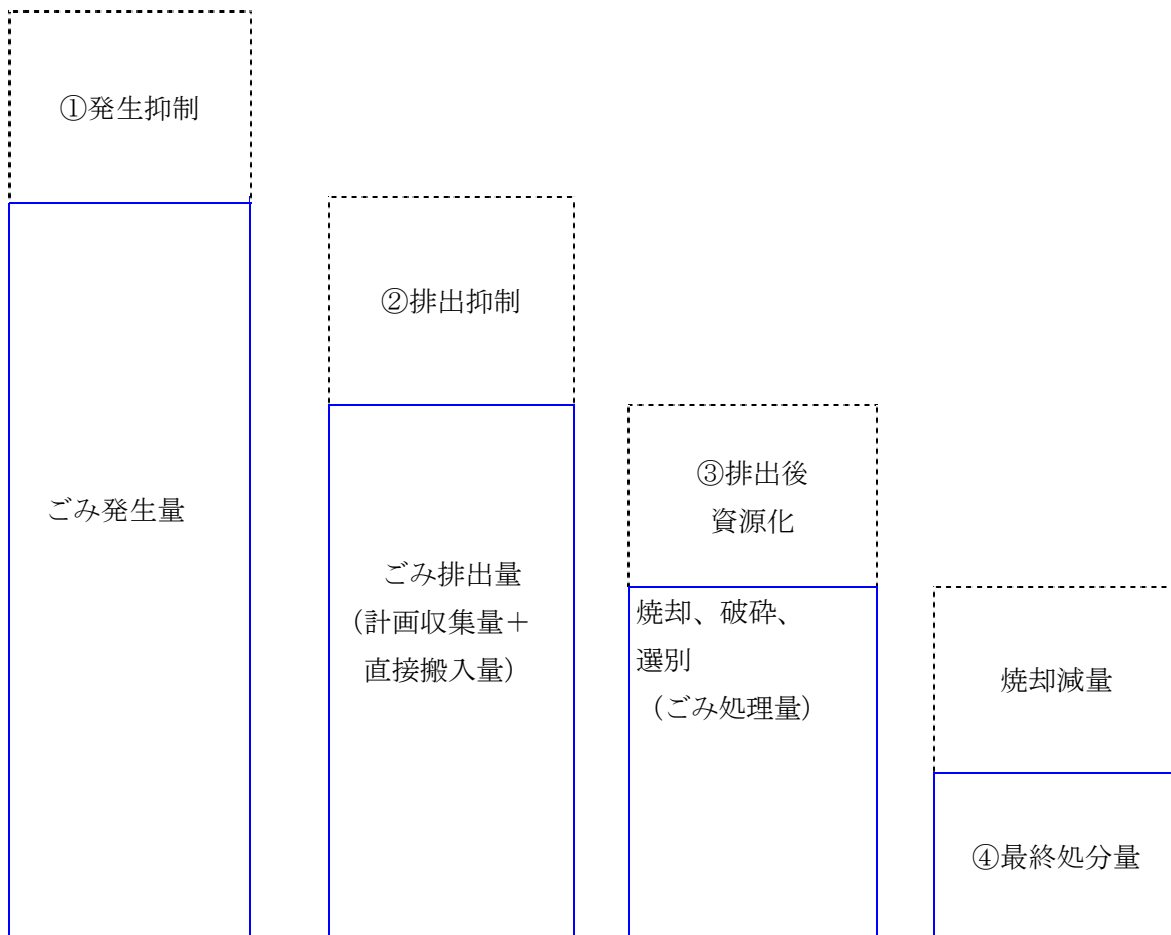 ①発生抑制
ごみ発生量
②排出抑制
ごみ排出量
（計画収集量＋
直接搬入量）
③排出後
資源化
焼却、破砕、
選別
（ごみ処理量）
焼却減量
④最終処分量